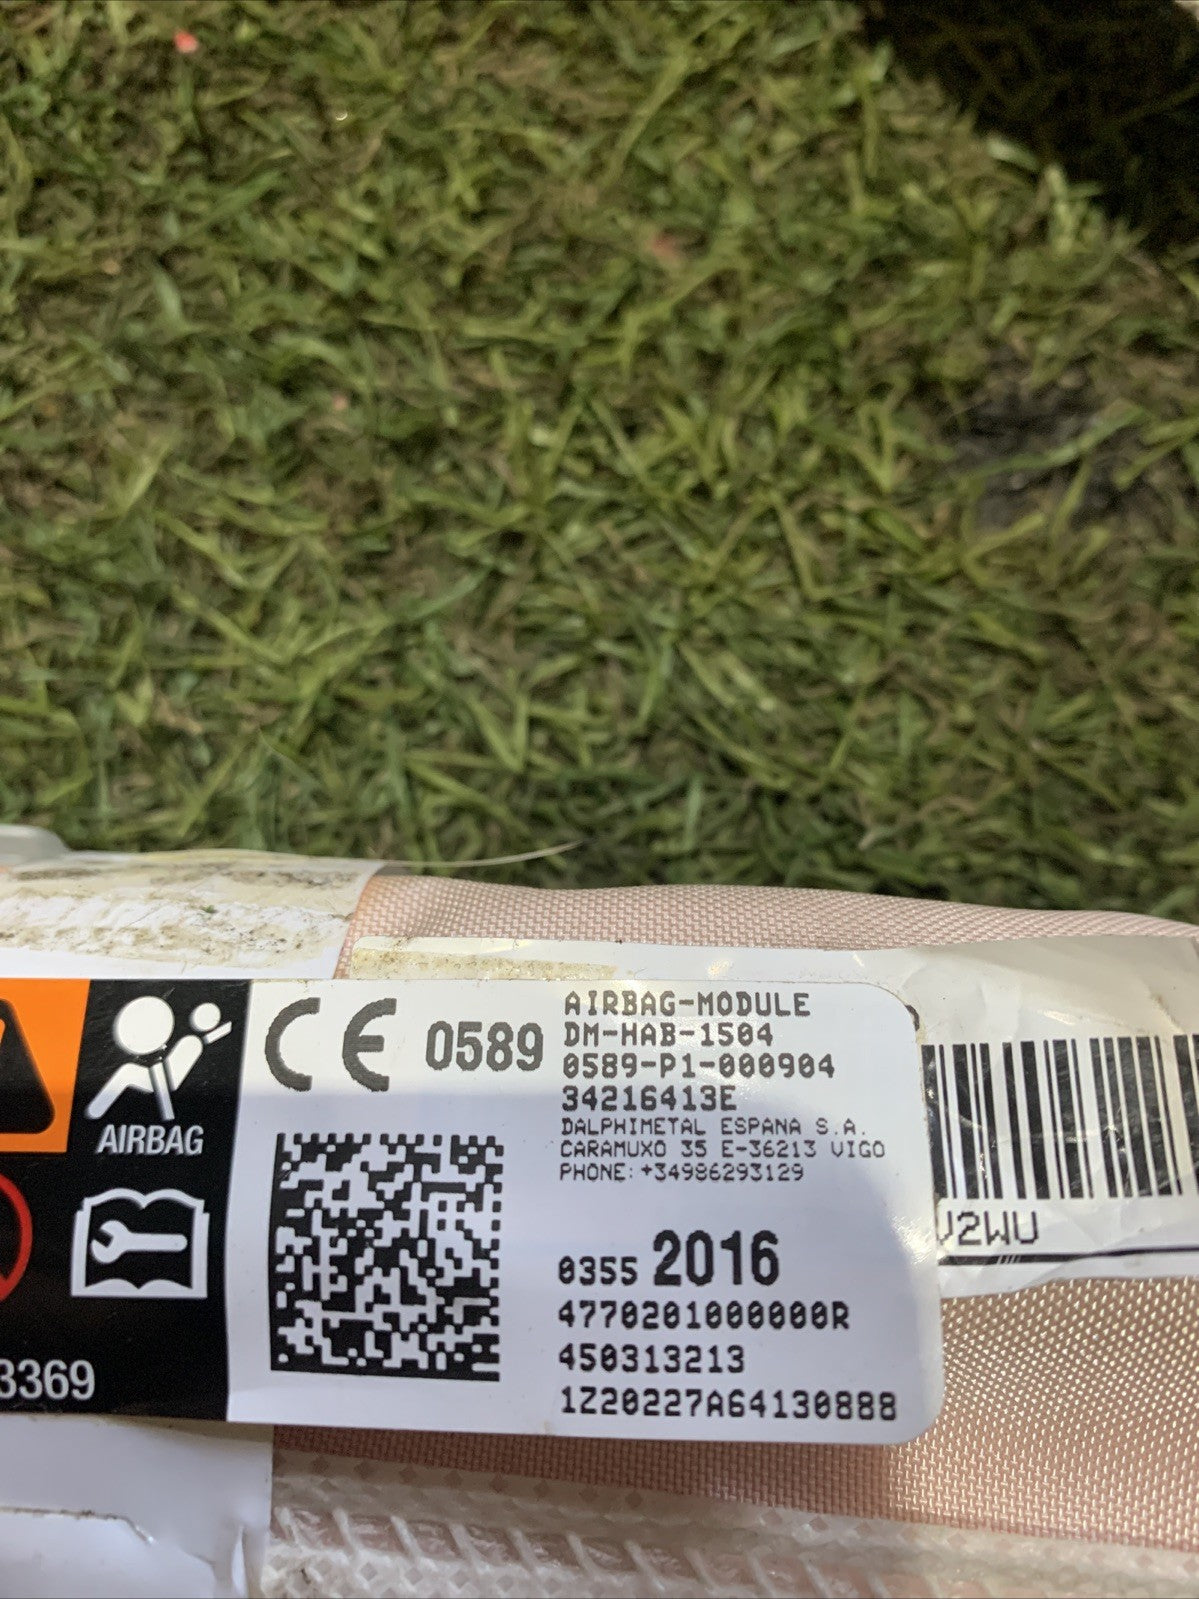 AIRBAG
3369
CE 0589
AIRBAG-MODULE
DM-HAB-1504
0589-P1-000904
34216413E
DALPHIMETAL ESPANA S.A.
CARAMUXO 35 E-36213 VIGO
PHONE: +34986293129
0355 2016
4770201000000R
450313213
1Z20227A64130888
V2WU